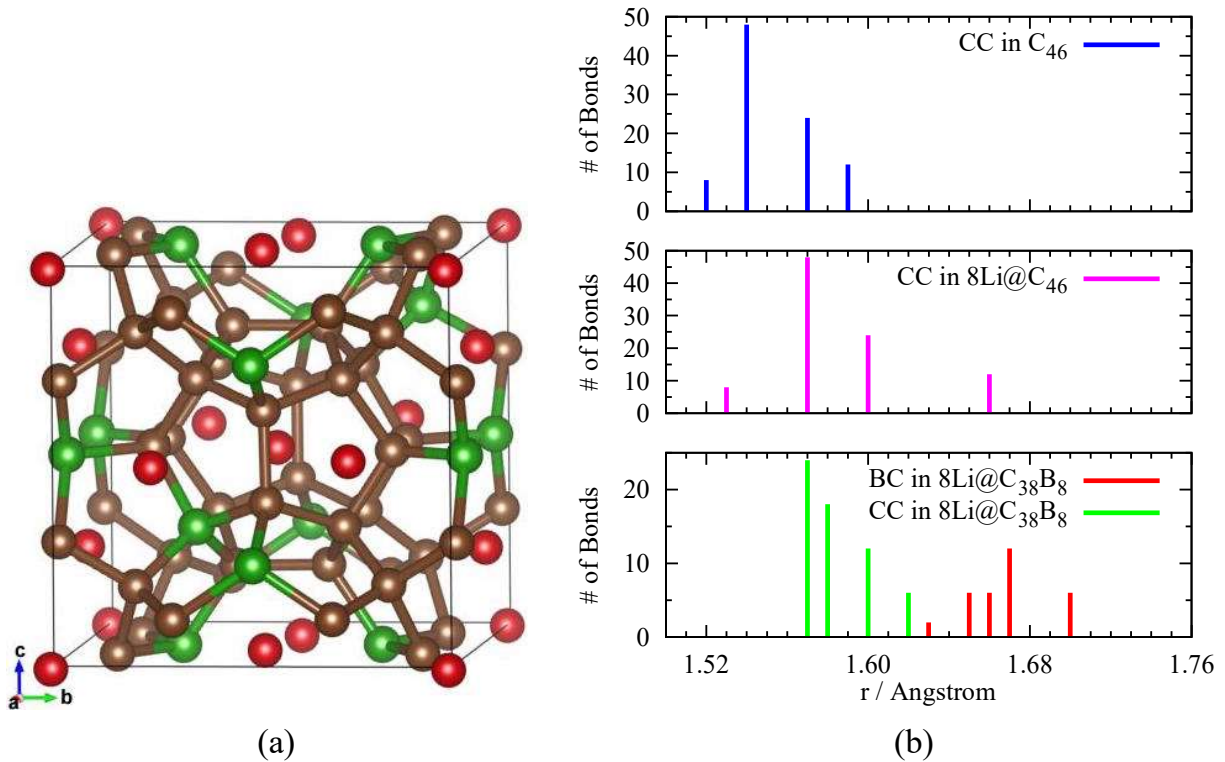 c
a b
(a)
50
40
30
20
10
0
# of Bonds
CC in C₄₆
50
40
30
20
10
0
# of Bonds
CC in 8Li@C₄₆
20
10
0
# of Bonds
BC in 8Li@C₃₈B₈
CC in 8Li@C₃₈B₈
1.52 1.60 1.68 1.76
r / Angstrom
(b)